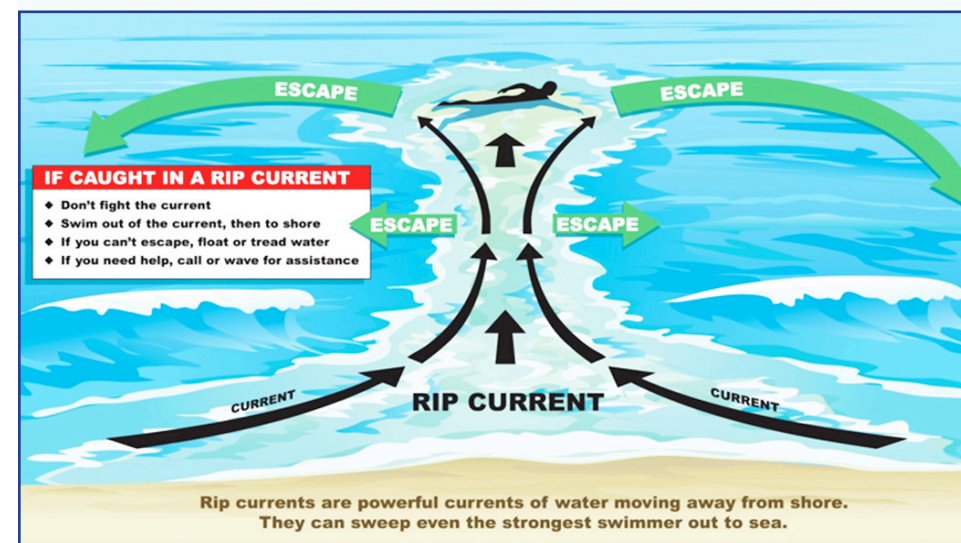 ESCAPE
ESCAPE
IF CAUGHT IN A RIP CURRENT
◆ Don't fight the current
◆ Swim out of the current, then to shore
◆ If you can't escape, float or tread water
◆ If you need help, call or wave for assistance
ESCAPE
ESCAPE
CURRENT
RIP CURRENT
CURRENT
Rip currents are powerful currents of water moving away from shore.
They can sweep even the strongest swimmer out to sea.